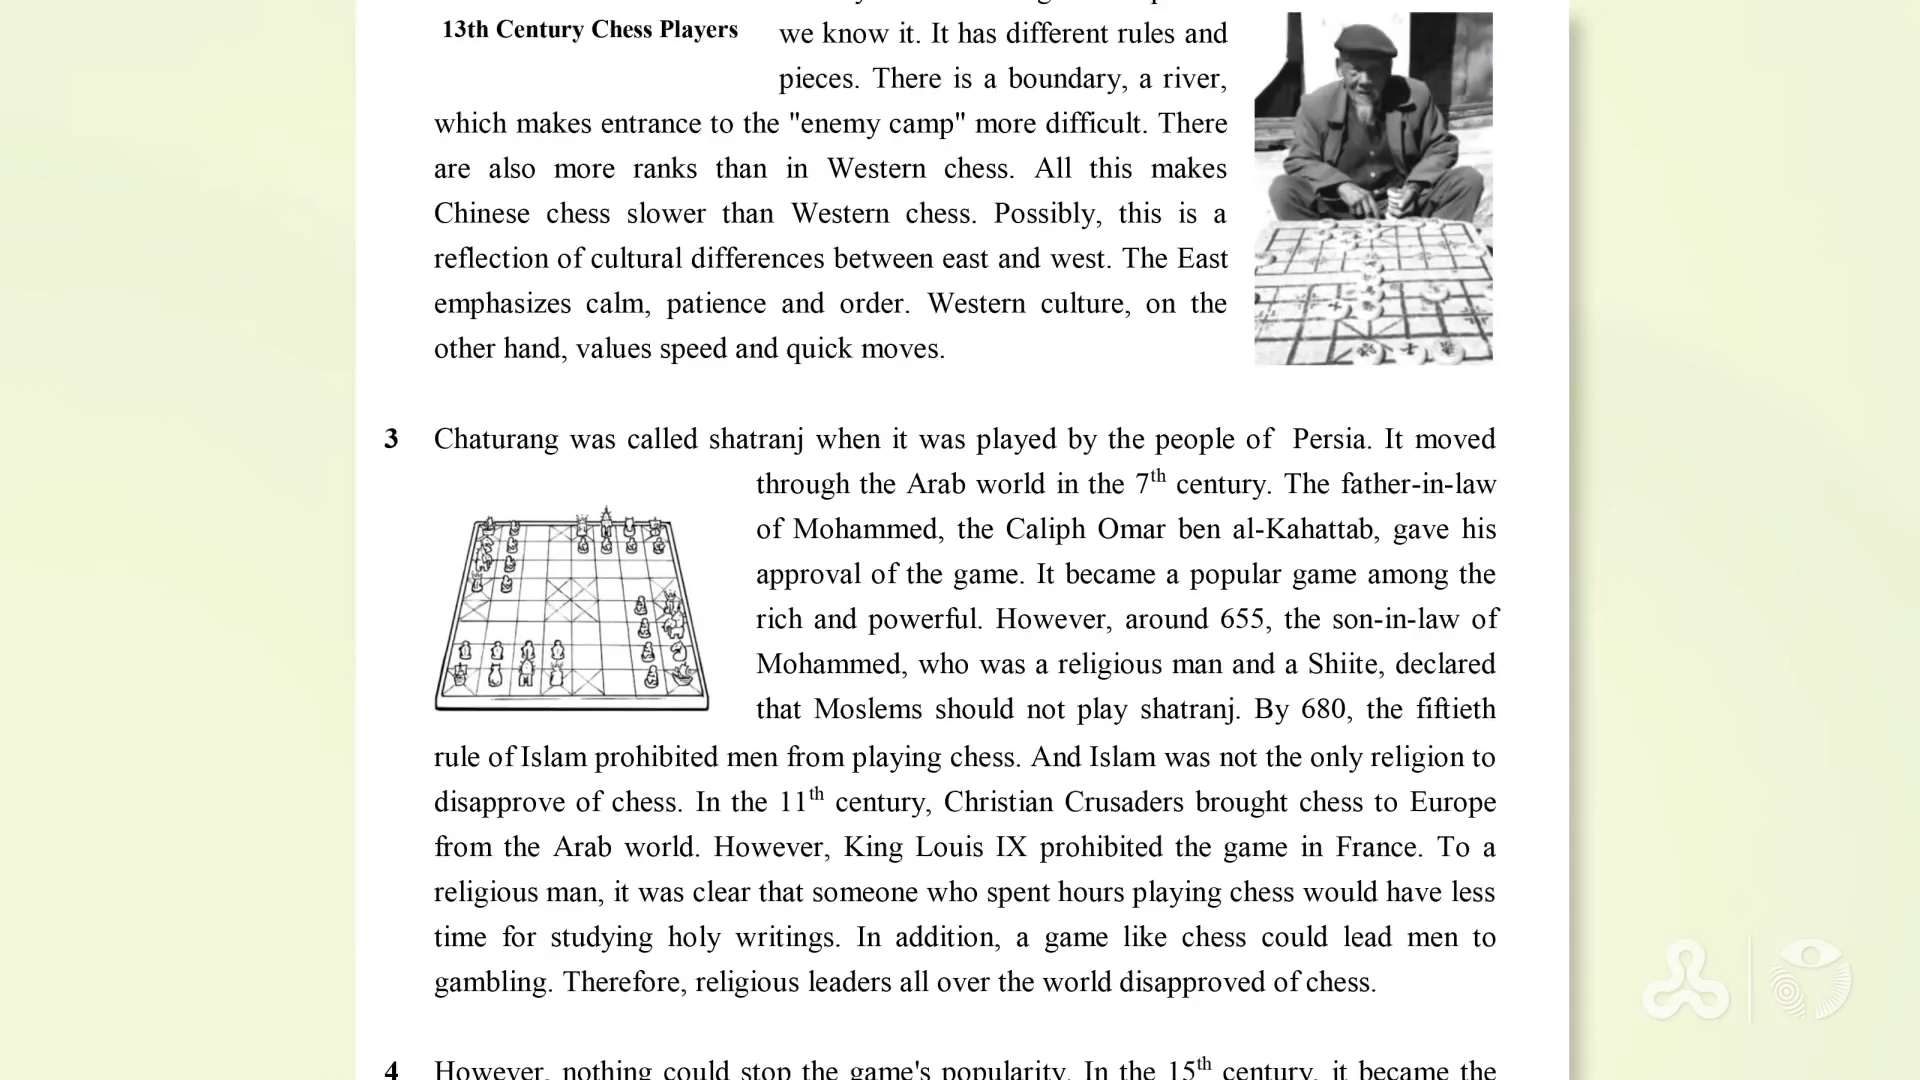 13th Century Chess Players
we know it. It has different rules and
pieces. There is a boundary, a river,
which makes entrance to the "enemy camp" more difficult. There
are also more ranks than in Western chess. All this makes
Chinese chess slower than Western chess. Possibly, this is a
reflection of cultural differences between east and west. The East
emphasizes calm, patience and order. Western culture, on the
other hand, values speed and quick moves.
3 Chaturang was called shatranj when it was played by the people of Persia. It moved
through the Arab world in the 7th century. The father-in-law
of Mohammed, the Caliph Omar ben al-Kahattab, gave his
approval of the game. It became a popular game among the
rich and powerful. However, around 655, the son-in-law of
Mohammed, who was a religious man and a Shiite, declared
that Moslems should not play shatranj. By 680, the fiftieth
rule of Islam prohibited men from playing chess. And Islam was not the only religion to
disapprove of chess. In the 11th century, Christian Crusaders brought chess to Europe
from the Arab world. However, King Louis IX prohibited the game in France. To a
religious man, it was clear that someone who spent hours playing chess would have less
time for studying holy writings. In addition, a game like chess could lead men to
gambling. Therefore, religious leaders all over the world disapproved of chess.
4 However, nothing could stop the game's popularity. In the 15th century, it became the